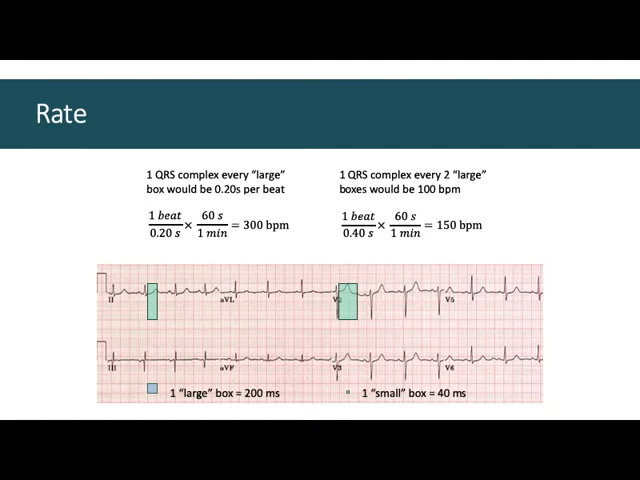 Rate
1 QRS complex every “large”
box would be 0.20s per beat
1 beat/0.20 s × 60 s/1 min = 300 bpm
1 QRS complex every 2 “large”
boxes would be 100 bpm
1 beat/0.40 s × 60 s/1 min = 150 bpm
II
aVL
V2
V5
III
aVF
V3
V6
1 “large” box = 200 ms
1 “small” box = 40 ms